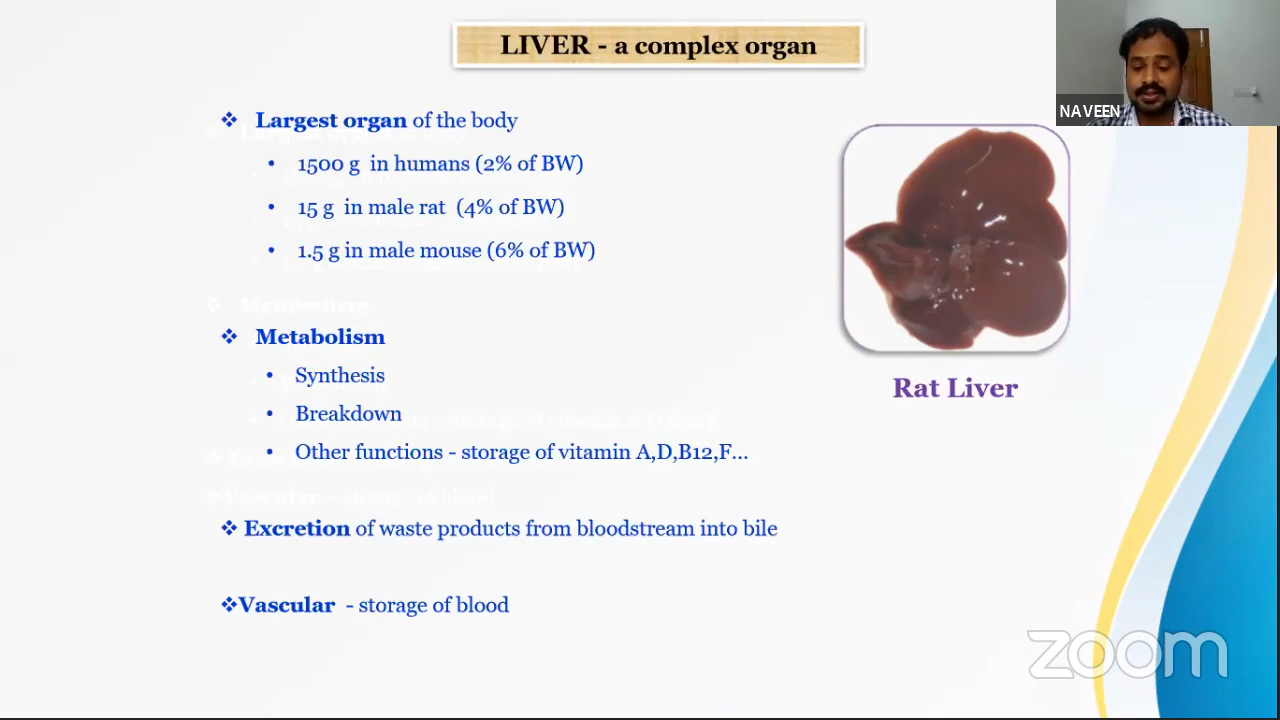 LIVER - a complex organ
NAVEEN
❖ Largest organ of the body
• 1500 g in humans (2% of BW)
• 15 g in male rat (4% of BW)
• 1.5 g in male mouse (6% of BW)
❖ Metabolism
• Synthesis
• Breakdown
• Other functions - storage of vitamin A,D,B12,F...
❖ Excretion of waste products from bloodstream into bile
❖Vascular - storage of blood
Rat Liver
zoom